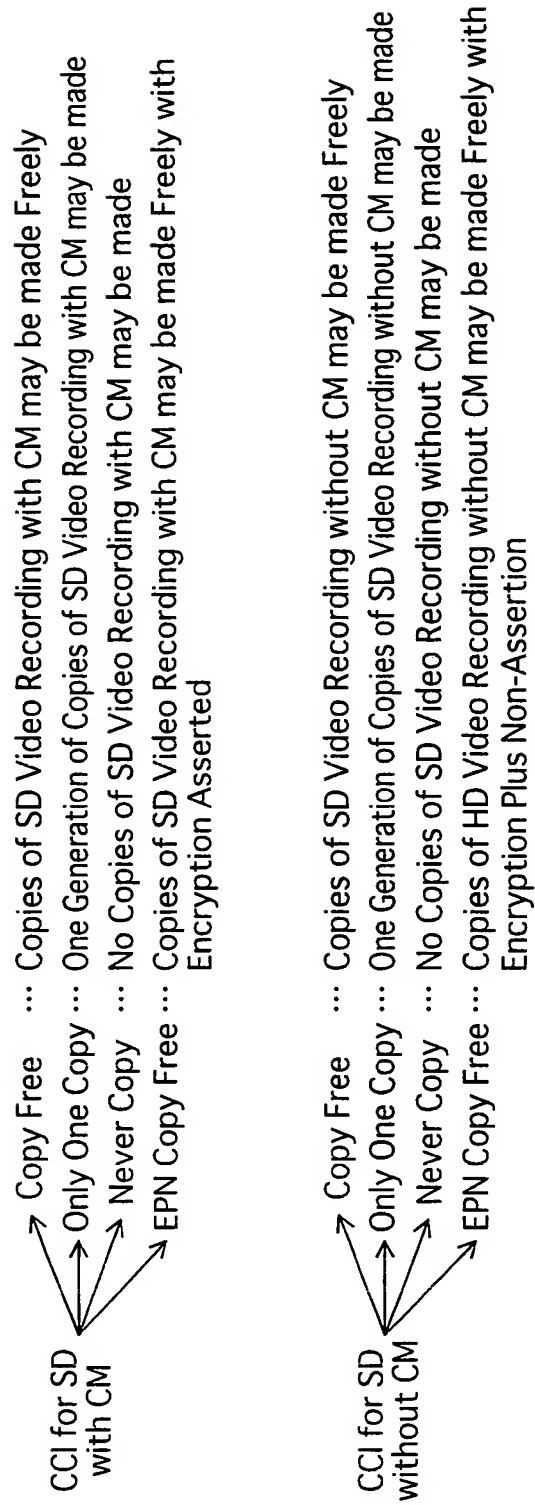 CCI for SD
with CM
Copy Free ... Copies of SD Video Recording with CM may be made Freely
Only One Copy ... One Generation of Copies of SD Video Recording with CM may be made
Never Copy ... No Copies of SD Video Recording with CM may be made
EPN Copy Free ... Copies of SD Video Recording with CM may be made Freely with
Encryption Asserted
CCI for SD
without CM
Copy Free ... Copies of SD Video Recording without CM may be made Freely
Only One Copy ... One Generation of Copies of SD Video Recording without CM may be made
Never Copy ... No Copies of SD Video Recording without CM may be made
EPN Copy Free ... Copies of HD Video Recording without CM may be made Freely with
Encryption Plus Non-Assertion